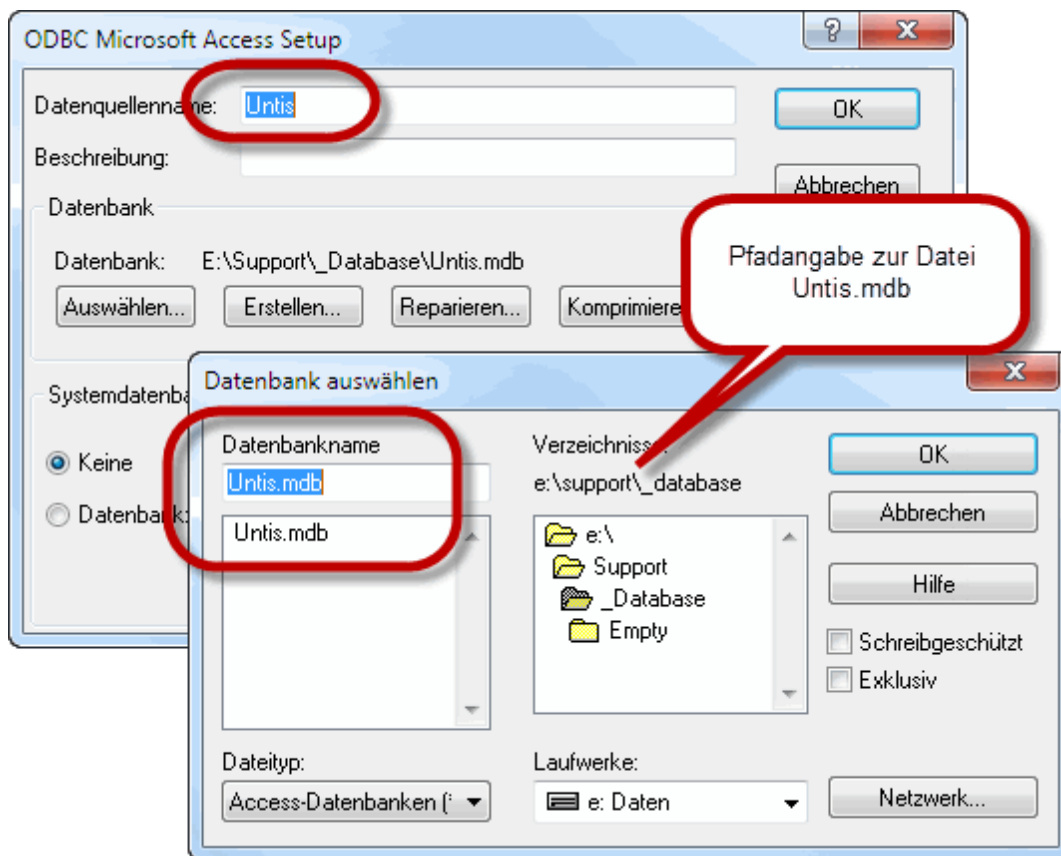 ODBC Microsoft Access Setup
Datenquellenname: Untis
OK
Beschreibung:
Abbrechen
Datenbank
Datenbank: E:\Support\_Database\Untis.mdb
Auswählen... Erstellen... Reparieren... Komprimiere
Pfadangabe zur Datei
Untis.mdb
Systemdatenba
Keine
Datenbank:
Datenbank auswählen
Datenbankname
Untis.mdb
Untis.mdb
Verzeichnisse:
e:\support\_database
e:\
Support
_Database
Empty
OK
Abbrechen
Hilfe
Schreibgeschützt
Exklusiv
Dateityp:
Access-Datenbanken (*
Laufwerke:
e: Daten
Netzwerk...